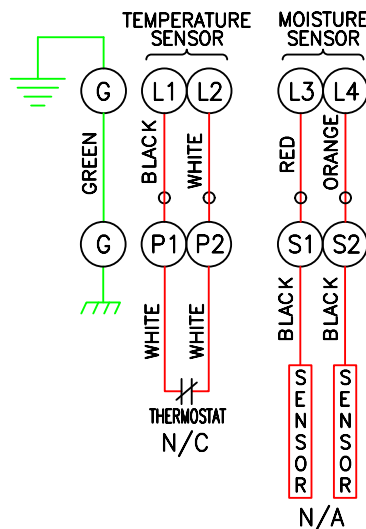 TEMPERATURE
SENSOR
MOISTURE
SENSOR
G
L1
L2
L3
L4
GREEN
BLACK
WHITE
RED
ORANGE
G
P1
P2
S1
S2
WHITE
WHITE
BLACK
BLACK
THERMOSTAT
N/C
SENSOR
SENSOR
N/A